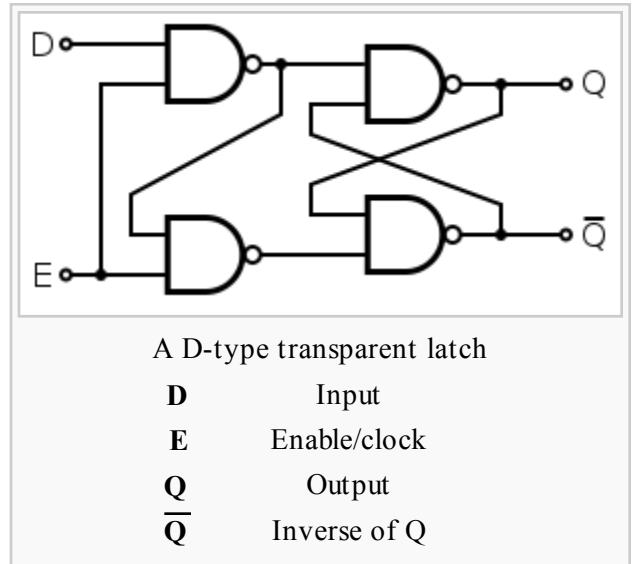 D
Q
E
Q̅
A D-type transparent latch
D Input
E Enable/clock
Q Output
Q̅ Inverse of Q